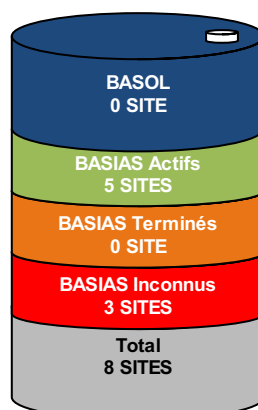 BASOL
0 SITE
BASIAS Actifs
5 SITES
BASIAS Terminés
0 SITE
BASIAS Inconnus
3 SITES
Total
8 SITES